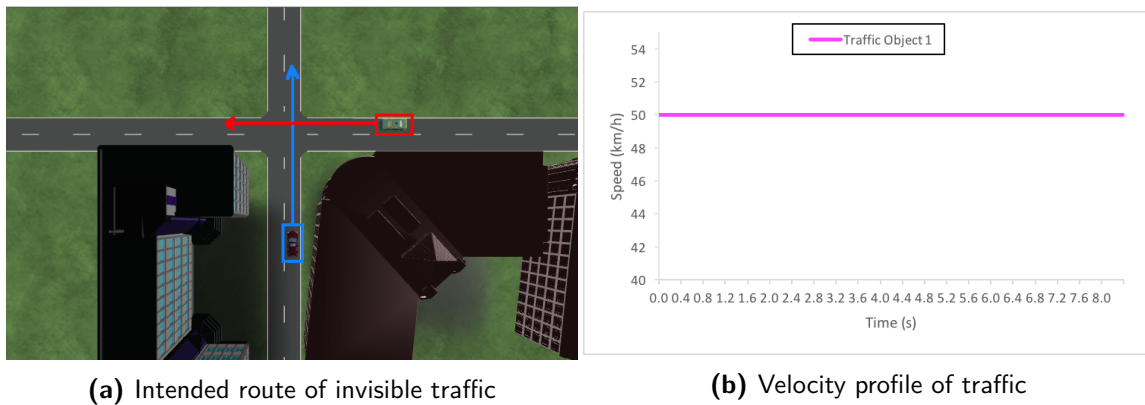 Traffic Object 1
54
52
50
48
46
44
42
40
Speed (km/h)
0.0 0.4 0.8 1.2 1.6 2.0 2.4 2.8 3.2 3.6 4.0 4.4 4.8 5.2 5.6 6.0 6.4 6.8 7.2 7.6 8.0
Time (s)
(a) Intended route of invisible traffic
(b) Velocity profile of traffic